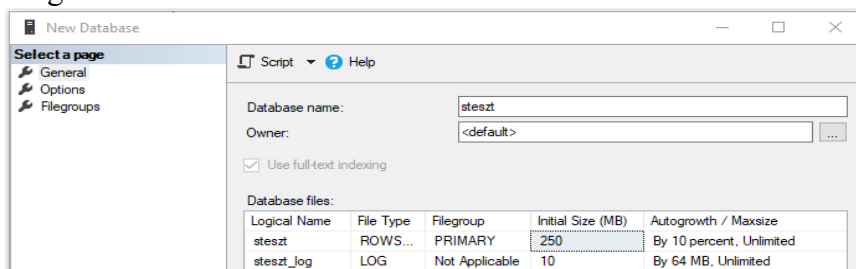 New Database
Select a page
General
Options
Filegroups
Script Help
Database name: steszt
Owner: <default> ...
Use full-text indexing
Database files:
Logical Name File Type Filegroup Initial Size (MB) Autogrowth / Maxsize
steszt ROWS... PRIMARY 250 By 10 percent, Unlimited
steszt_log LOG Not Applicable 10 By 64 MB, Unlimited